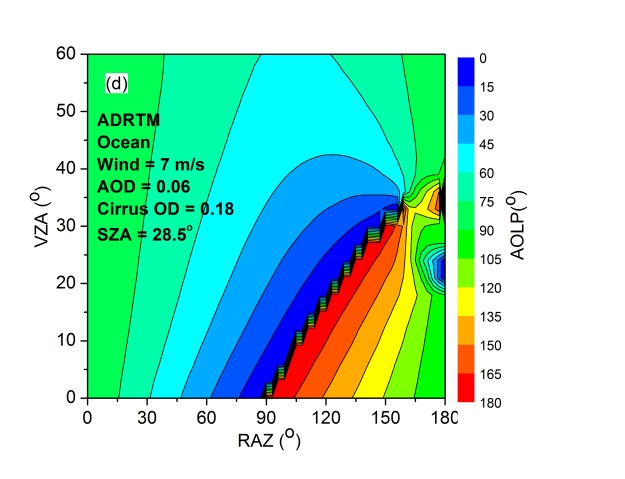 (d)
ADRTM
Ocean
Wind = 7 m/s
AOD = 0.06
Cirrus OD = 0.18
SZA = 28.5°
60
50
40
30
20
10
0
VZA (°)
0 30 60 90 120 150 180
RAZ (°)
0
15
30
45
60
75
90
105
120
135
150
165
180
AOLP(°)